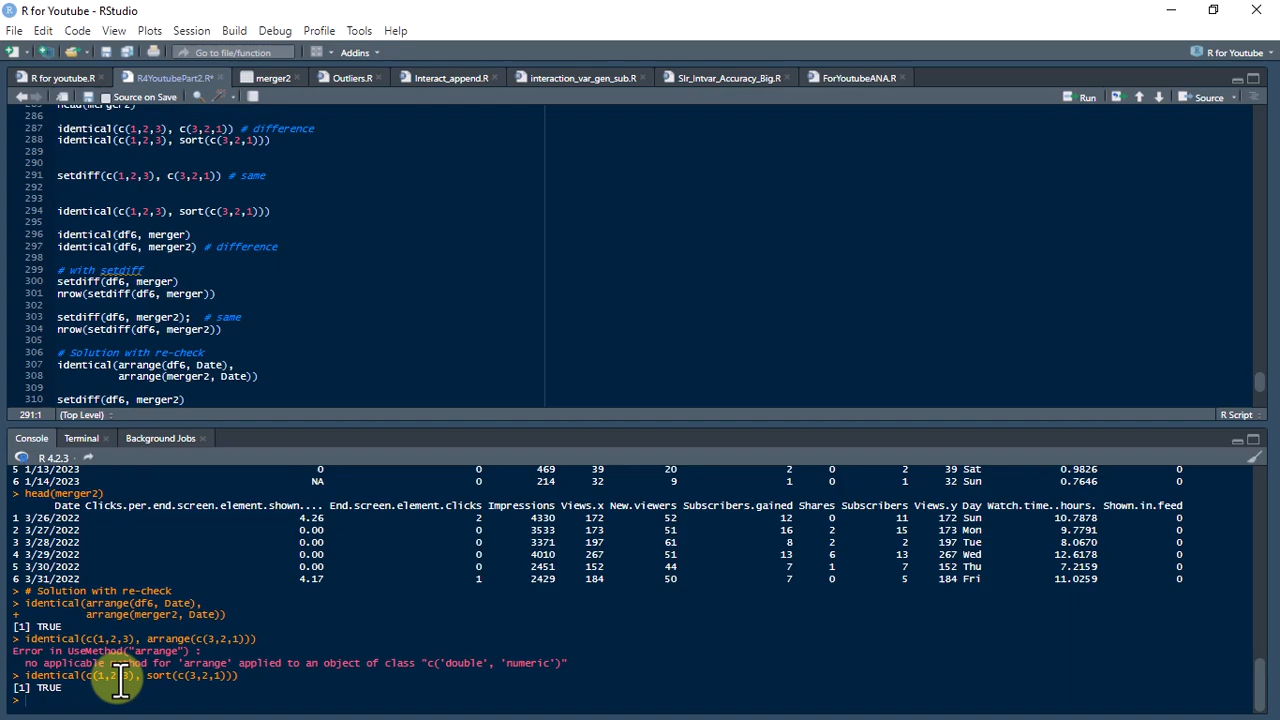 R for Youtube - RStudio
File Edit Code View Plots Session Build Debug Profile Tools Help
Go to file/function Addins R for Youtube
R for youtube.R R4YoutubePart2.R* merger2 Outliers.R Interact_append.R interaction_var_gen_sub.R Slr_Intvar_Accuracy_Big.R ForYoutubeANA.R
Source on Save Run Source
285 head(merger2)
286
287 identical(c(1,2,3), c(3,2,1)) # difference
288 identical(c(1,2,3), sort(c(3,2,1)))
289
290
291 setdiff(c(1,2,3), c(3,2,1)) # same
292
293
294 identical(c(1,2,3), sort(c(3,2,1)))
295
296 identical(df6, merger)
297 identical(df6, merger2) # difference
298
299 # with setdiff
300 setdiff(df6, merger)
301 nrow(setdiff(df6, merger))
302
303 setdiff(df6, merger2); # same
304 nrow(setdiff(df6, merger2))
305
306 # Solution with re-check
307 identical(arrange(df6, Date),
308 arrange(merger2, Date))
309
310 setdiff(df6, merger2)
291:1 (Top Level) R Script
Console Terminal Background Jobs
R 4.2.3 ·
5 1/13/2023 0 0 469 39 20 2 0 2 39 Sat 0.9826 0
6 1/14/2023 NA 0 214 32 9 1 0 1 32 Sun 0.7646 0
> head(merger2)
Date Clicks.per.end.screen.element.shown.... End.screen.element.clicks Impressions Views.x New.viewers Subscribers.gained Shares Subscribers Views.y Day Watch.time..hours. Shown.in.feed
1 3/26/2022 4.26 2 4330 172 52 12 0 11 172 Sun 10.7878 0
2 3/27/2022 0.00 0 3533 173 51 16 2 15 173 Mon 9.7791 0
3 3/28/2022 0.00 0 3371 197 61 8 2 2 197 Tue 8.0670 0
4 3/29/2022 0.00 0 4010 267 51 13 6 13 267 Wed 12.6178 0
5 3/30/2022 0.00 0 2451 152 44 7 1 7 152 Thu 7.2159 0
6 3/31/2022 4.17 1 2429 184 50 7 0 5 184 Fri 11.0259 0
> # Solution with re-check
> identical(arrange(df6, Date),
+ arrange(merger2, Date))
[1] TRUE
> identical(c(1,2,3), arrange(c(3,2,1)))
Error in UseMethod("arrange") :
no applicable method for 'arrange' applied to an object of class "c('double', 'numeric')"
> identical(c(1,2,3), sort(c(3,2,1)))
[1] TRUE
>